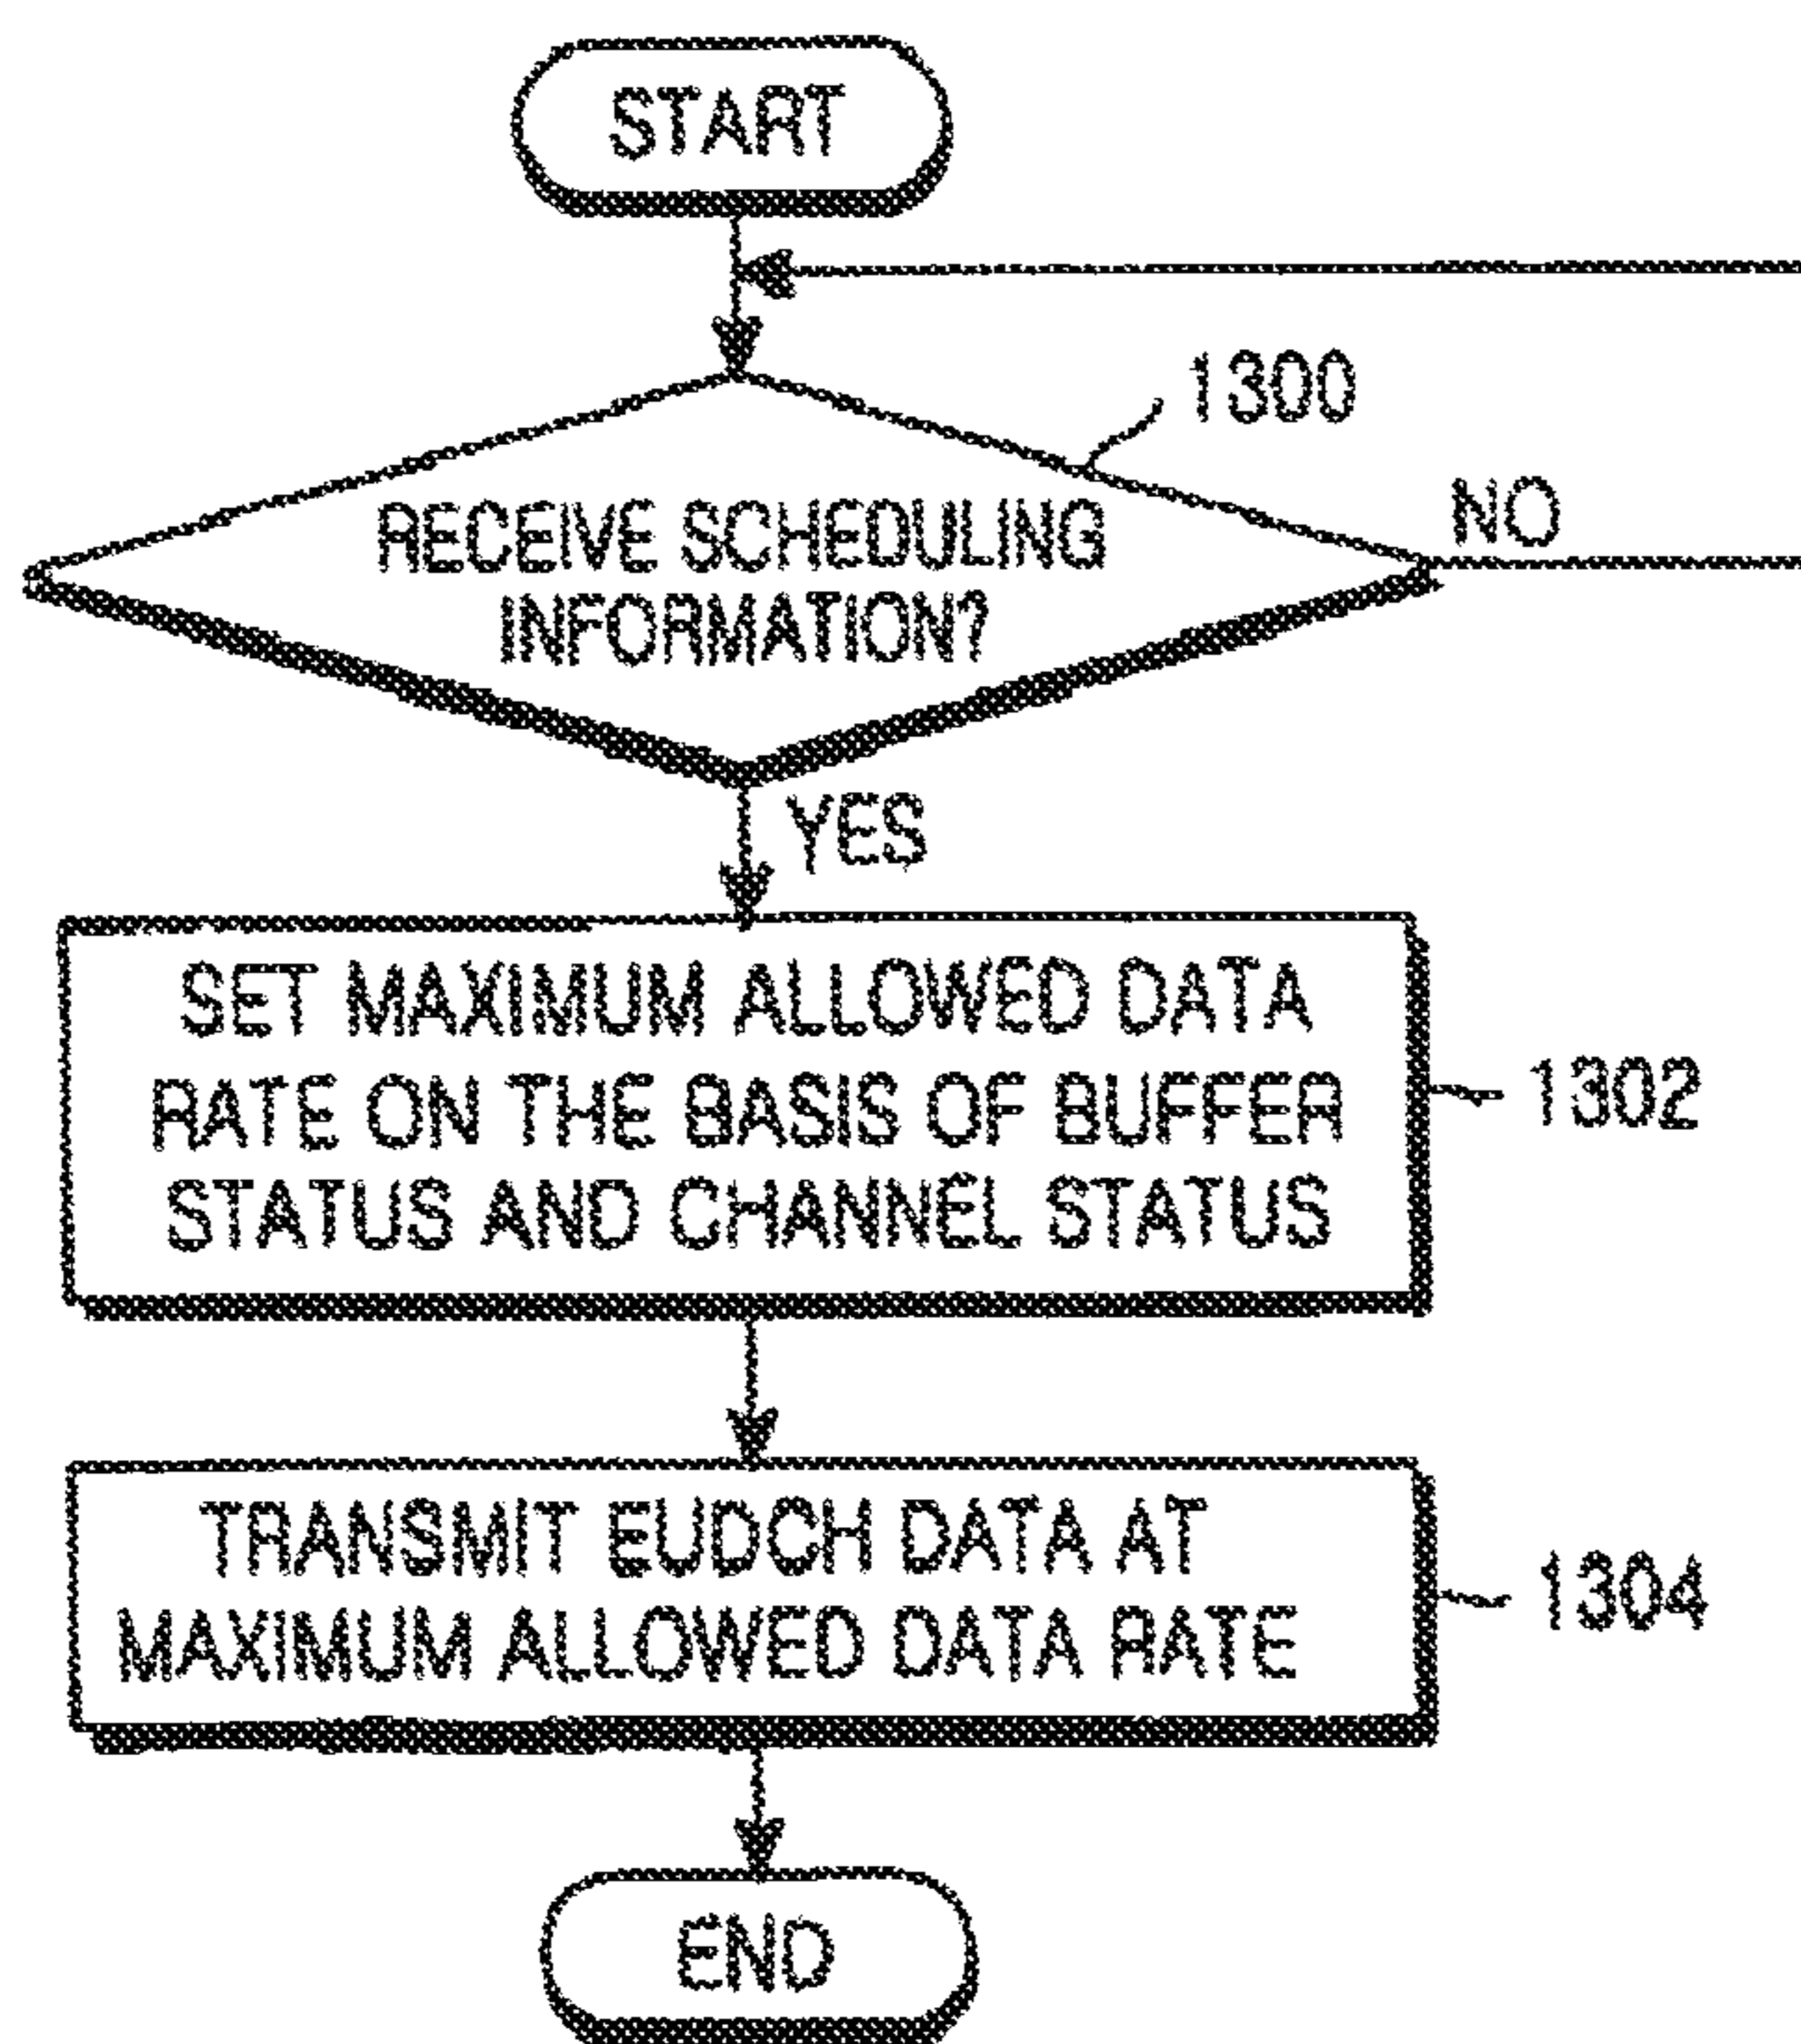 START
1300
RECEIVE SCHEDULING
INFORMATION?
NO
YES
SET MAXIMUM ALLOWED DATA
RATE ON THE BASIS OF BUFFER
STATUS AND CHANNEL STATUS
1302
TRANSMIT EUDCH DATA AT
MAXIMUM ALLOWED DATA RATE
1304
END